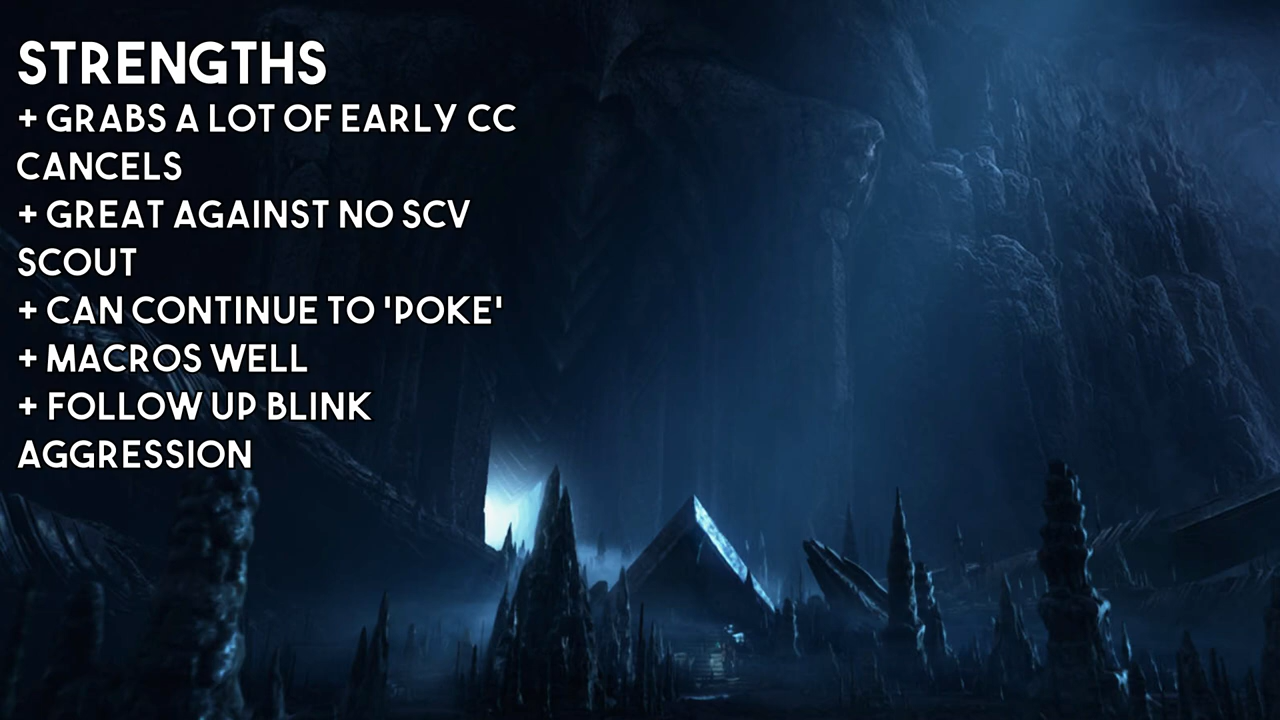 STRENGTHS
+ GRABS A LOT OF EARLY CC
CANCELS
+ GREAT AGAINST NO SCV
SCOUT
+ CAN CONTINUE TO 'POKE'
+ MACROS WELL
+ FOLLOW UP BLINK
AGGRESSION